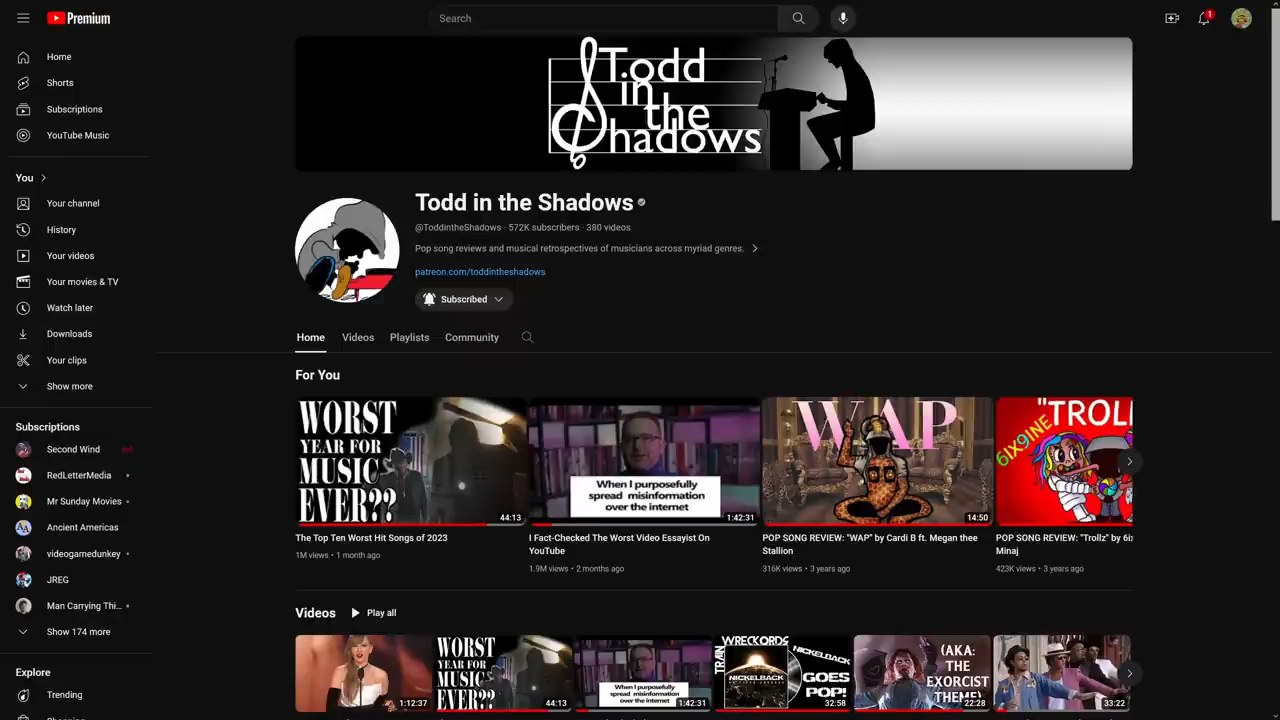 Premium
Search
1
Home
Shorts
Subscriptions
YouTube Music
You
Your channel
History
Your videos
Your movies & TV
Watch later
Downloads
Your clips
Show more
Subscriptions
Second Wind
RedLetterMedia
Mr Sunday Movies
Ancient Americas
videogamedunkey
JREG
Man Carrying Thi...
Show 174 more
Explore
Trending
Todd
in
the
Shadows
Todd in the Shadows
@ToddintheShadows · 572K subscribers · 380 videos
Pop song reviews and musical retrospectives of musicians across myriad genres.
patreon.com/toddintheshadows
Subscribed
Home Videos Playlists Community
For You
WORST
YEAR FOR
MUSIC
EVER??
44:13
When I purposefully
spread misinformation
over the internet
1:42:31
WAP
14:50
"TROLL
6IX9INE
The Top Ten Worst Hit Songs of 2023
1M views • 1 month ago
I Fact-Checked The Worst Video Essayist On
YouTube
1.9M views • 2 months ago
POP SONG REVIEW: "WAP" by Cardi B ft. Megan thee
Stallion
316K views • 3 years ago
POP SONG REVIEW: "Trollz" by 6i
Minaj
423K views • 3 years ago
Videos Play all
1:12:37
WORST
YEAR FOR
MUSIC
EVER??
44:13
When I purposefully
spread misinformation
over the internet
1:42:31
TRAIN
WRECKORDS
NICKELBACK
NICKELBACK
GOES
POP!
32:58
(AKA:
THE
EXORCIST
THEME)
22:28
33:22